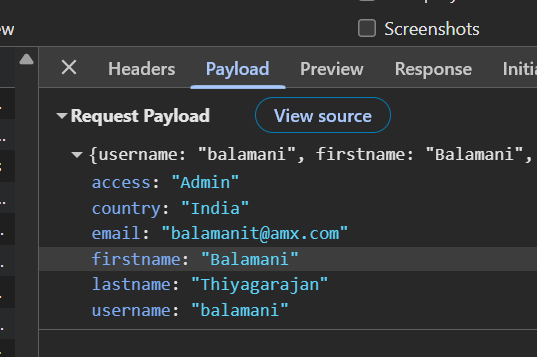 ew
Screenshots
Headers Payload Preview Response Initia
Request Payload View source
{username: "balamani", firstname: "Balamani",
access: "Admin"
country: "India"
email: "balamanit@amx.com"
firstname: "Balamani"
lastname: "Thiyagarajan"
username: "balamani"